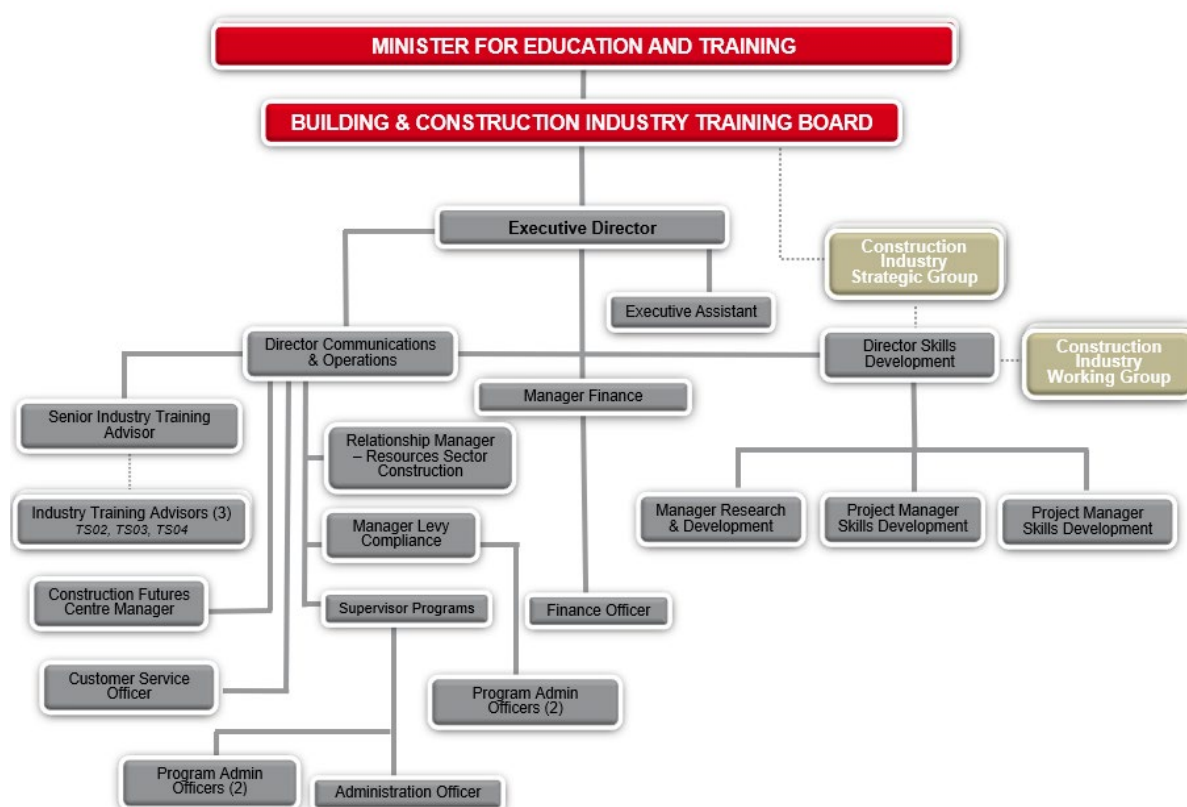 MINISTER FOR EDUCATION AND TRAINING
BUILDING & CONSTRUCTION INDUSTRY TRAINING BOARD
Executive Director
Construction
Industry
Strategic Group
Executive Assistant
Director Communications
& Operations
Director Skills
Development
Construction
Industry
Working Group
Manager Finance
Senior Industry Training
Advisor
Relationship Manager
– Resources Sector
Construction
Industry Training Advisors (3)
TS02, TS03, TS04
Manager Levy
Compliance
Manager Research
& Development
Project Manager
Skills Development
Project Manager
Skills Development
Construction Futures
Centre Manager
Supervisor Programs
Finance Officer
Customer Service
Officer
Program Admin
Officers (2)
Program Admin
Officers (2)
Administration Officer